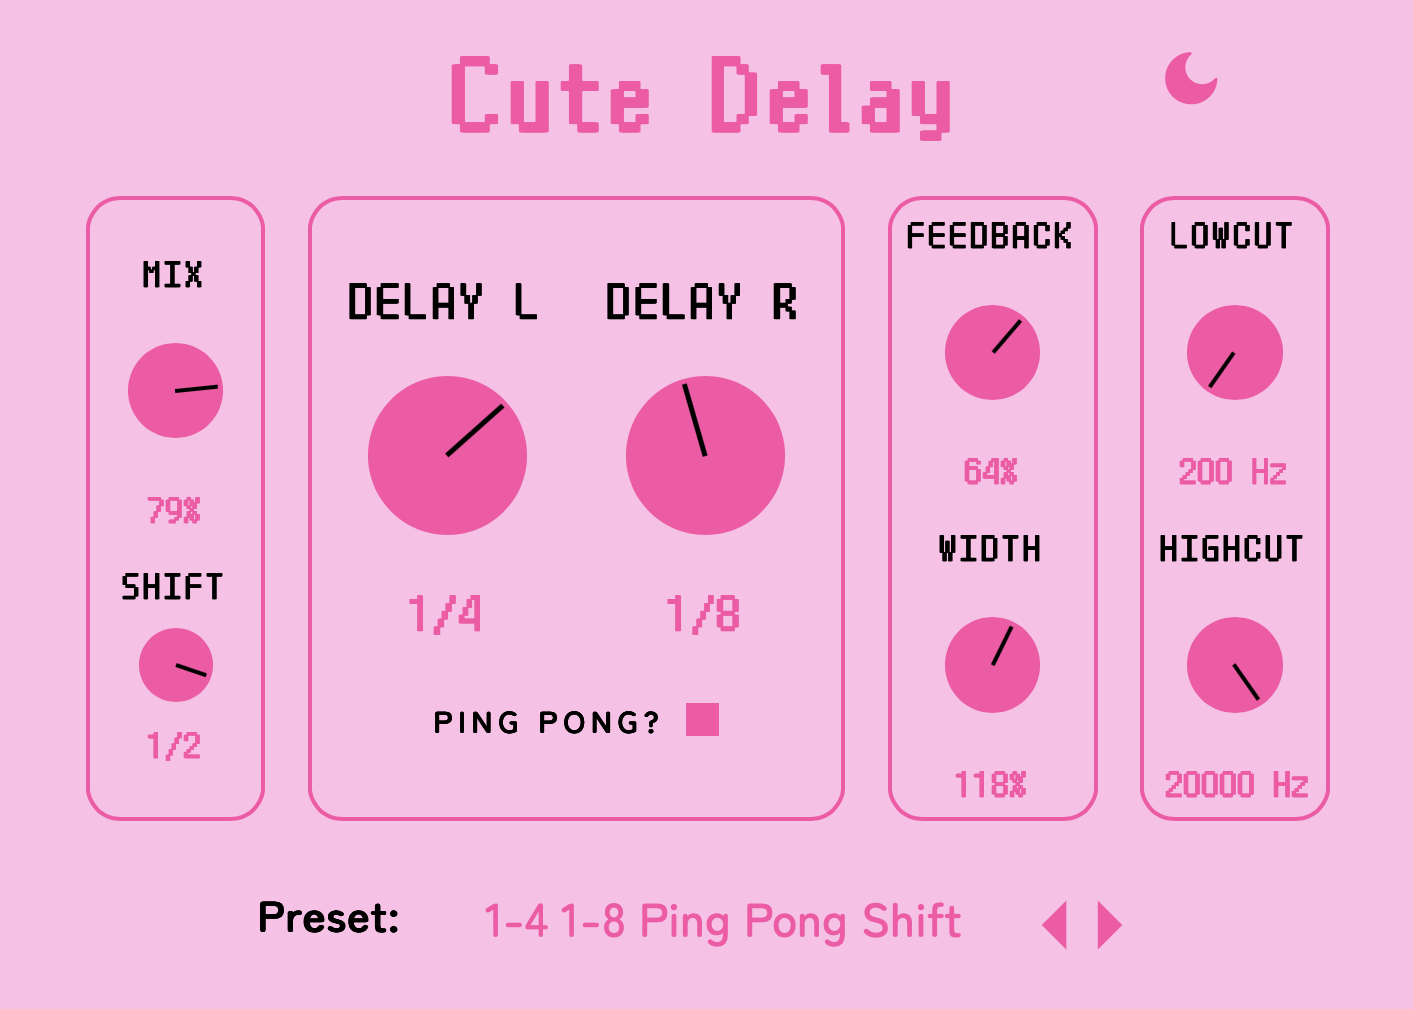 Cute Delay
MIX
79%
SHIFT
1/2
DELAY L
1/4
DELAY R
1/8
PING PONG?
FEEDBACK
64%
WIDTH
118%
LOWCUT
200 Hz
HIGHCUT
20000 Hz
Preset: 1-4 1-8 Ping Pong Shift